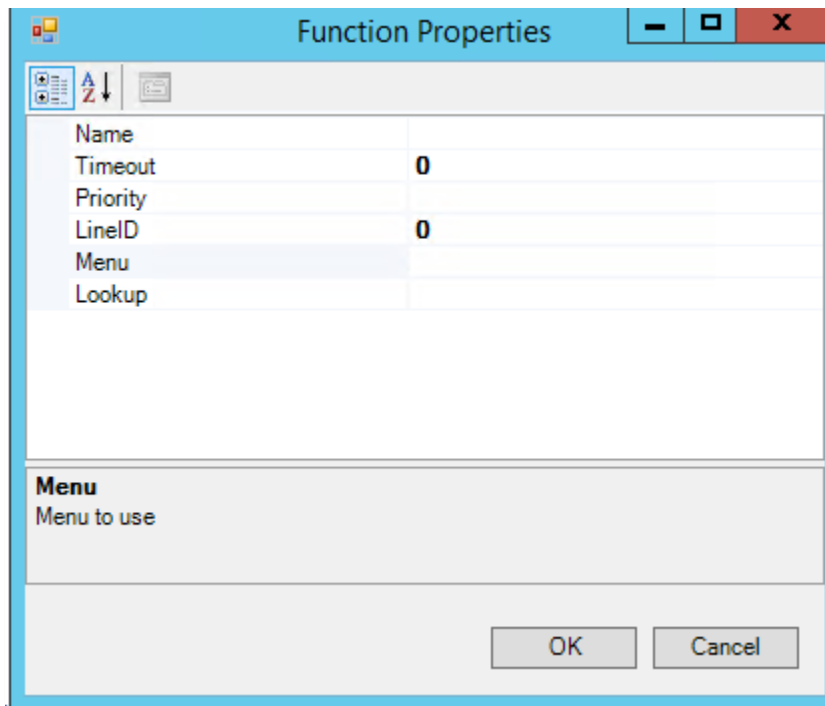 Function Properties
A
Z
Name
Timeout 0
Priority
LineID 0
Menu
Lookup
Menu
Menu to use
OK Cancel